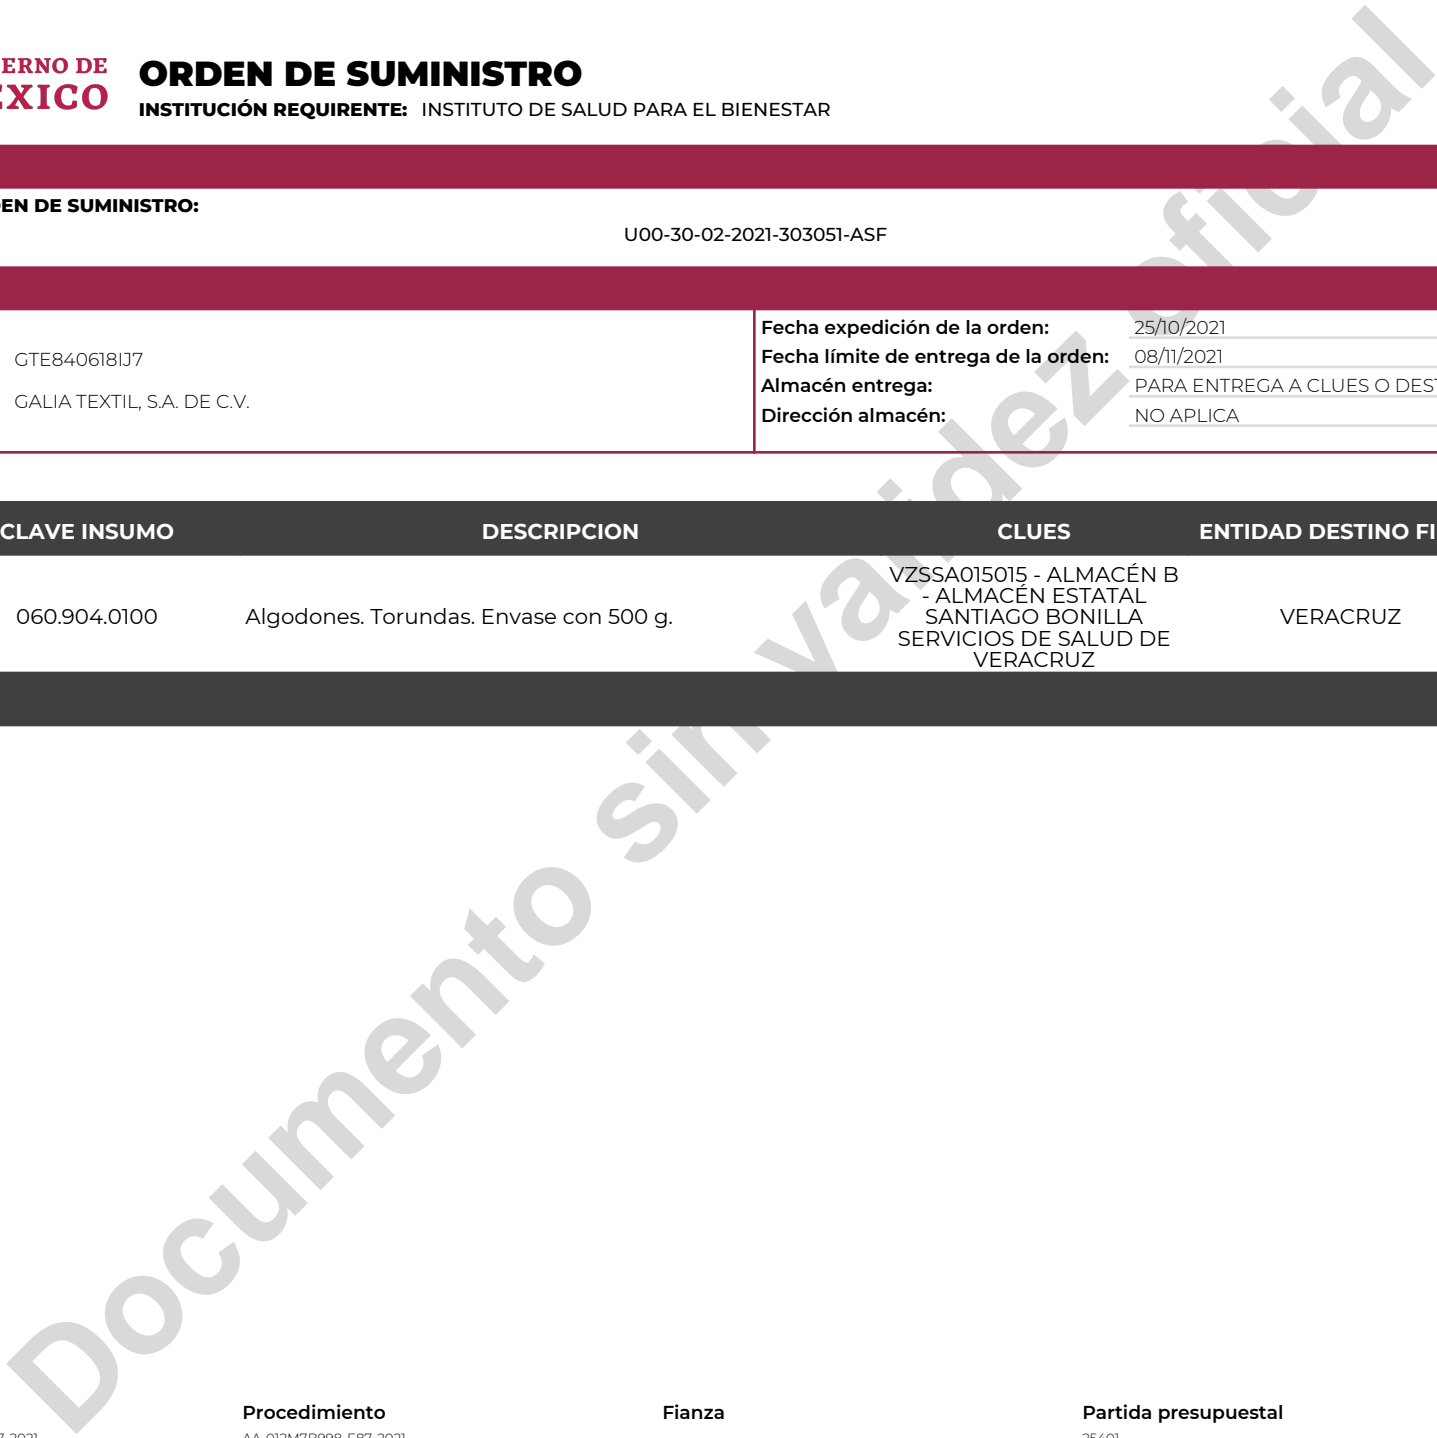 ERNO DE
EXICO
ORDEN DE SUMINISTRO
INSTITUCIÓN REQUIRENTE: INSTITUTO DE SALUD PARA EL BIENESTAR
EN DE SUMINISTRO:
U00-30-02-2021-303051-ASF
GTE840618IJ7
GALIA TEXTIL, S.A. DE C.V.
Fecha expedición de la orden: 25/10/2021
Fecha límite de entrega de la orden: 08/11/2021
Almacén entrega: PARA ENTREGA A CLUES O DEST
Dirección almacén: NO APLICA
CLAVE INSUMO DESCRIPCION CLUES ENTIDAD DESTINO FI
060.904.0100 Algodones. Torundas. Envase con 500 g.
VZSSA015015 - ALMACÉN B
- ALMACÉN ESTATAL
SANTIAGO BONILLA
SERVICIOS DE SALUD DE
VERACRUZ
VERACRUZ
Documento sin validez oficial
Procedimiento Fianza Partida presupuestal